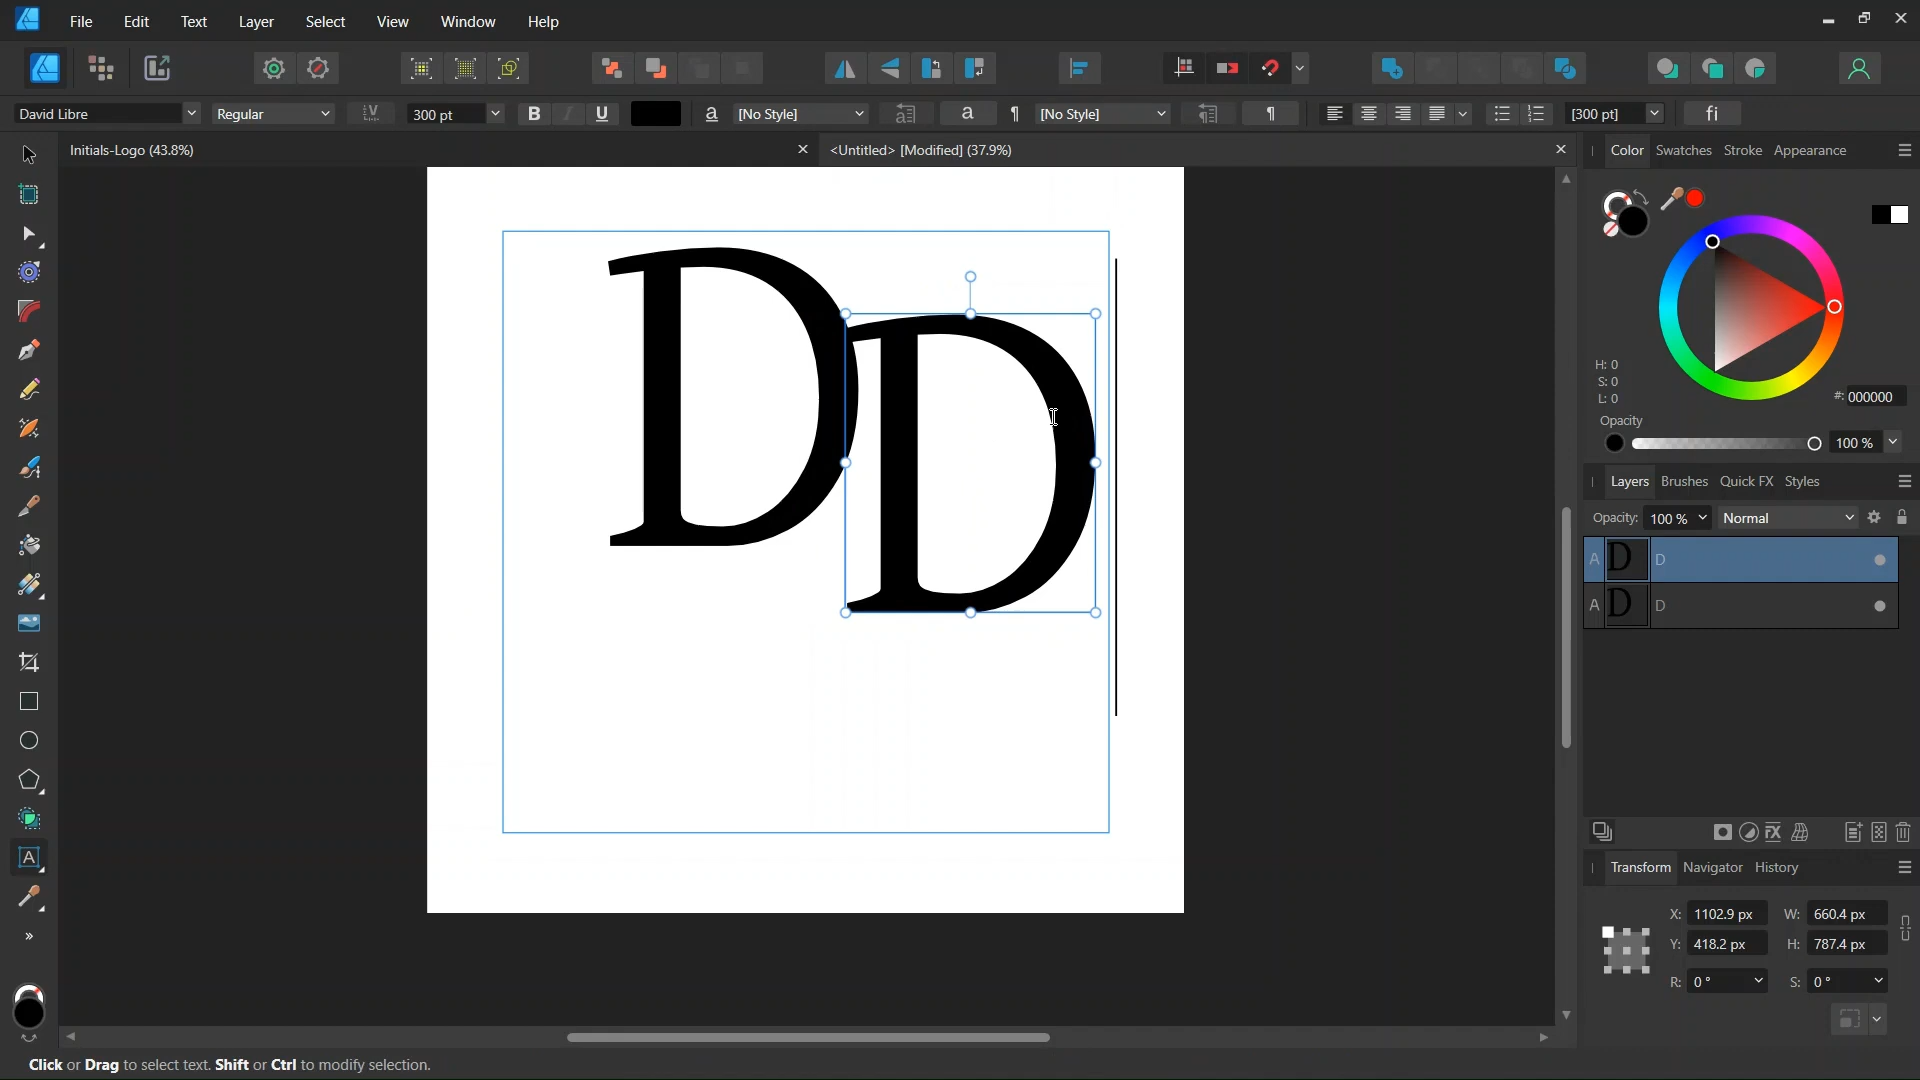 File Edit Text Layer Select View Window Help
David Libre Regular 300 pt B I U a [No Style] a ¶ [No Style] ¶ [300 pt] fi
Initials-Logo (43.8%)
<Untitled> [Modified] (37.9%)
Color Swatches Stroke Appearance
H: 0
S: 0
L: 0
#: 000000
Opacity
100 %
Layers Brushes Quick FX Styles
Opacity: 100 % Normal
A D D
A D D
D
D
Transform Navigator History
X: 1102.9 px W: 660.4 px
Y: 418.2 px H: 787.4 px
R: 0 ° S: 0 °
Click or Drag to select text. Shift or Ctrl to modify selection.